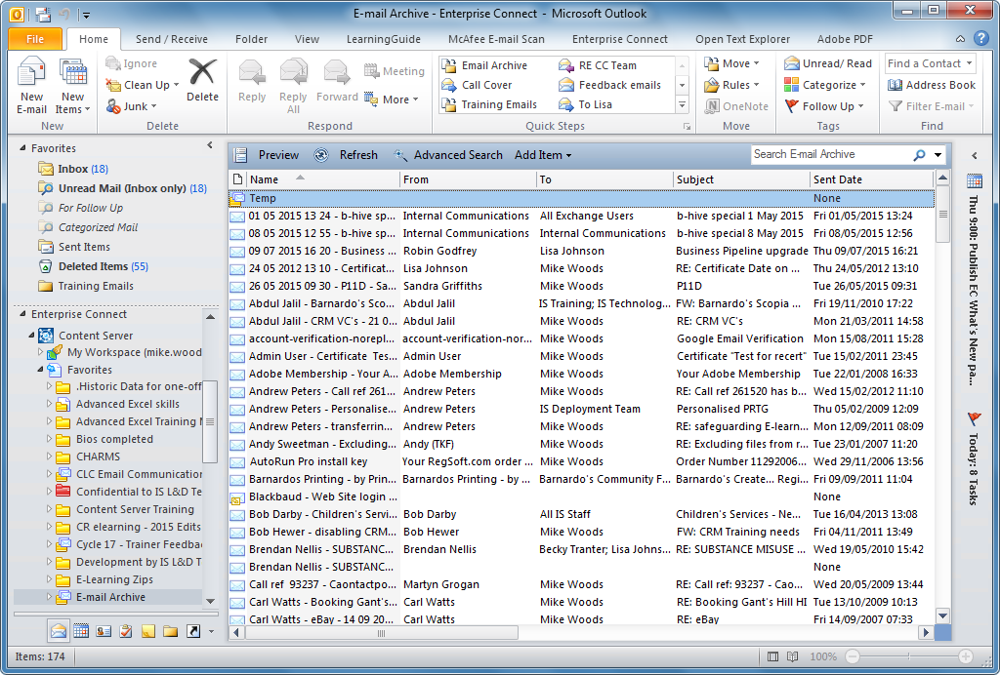 E-mail Archive - Enterprise Connect - Microsoft Outlook
File Home Send / Receive Folder View LearningGuide McAfee E-mail Scan Enterprise Connect Open Text Explorer Adobe PDF
New E-mail
New Items
New
Ignore
Clean Up
Junk
Delete
Delete
Reply
Reply All
Forward
Meeting
More
Respond
E-mail Archive
Call Cover
Training Emails
RE CC Team
Feedback emails
To Lisa
Quick Steps
Move
Rules
OneNote
Move
Unread/ Read
Categorize
Follow Up
Tags
Find a Contact
Address Book
Filter E-mail
Find
Favorites
Inbox (18)
Unread Mail (Inbox only) (18)
For Follow Up
Categorized Mail
Sent Items
Deleted Items (55)
Training Emails
Enterprise Connect
Content Server
My Workspace (mike.wood
Favorites
.Historic Data for one-off
Advanced Excel skills
Advanced Excel Training
Bios completed
CHARMS
CLC Email Communication
Confidential to IS L&D Te
Content Server Training
CR elearning - 2015 Edits
Cycle 17 - Trainer Feedba
Development by IS L&D T
E-Learning Zips
E-mail Archive
Preview Refresh Advanced Search Add Item Search E-mail Archive
Name From To Subject Sent Date
Temp None
01 05 2015 13 24 - b-hive sp... Internal Communications All Exchange Users b-hive special 1 May 2015 Fri 01/05/2015 13:24
08 05 2015 12 55 - b-hive sp... Internal Communications Internal Communications b-hive special 8 May 2015 Fri 08/05/2015 12:56
09 07 2015 16 20 - Business ... Robin Godfrey Lisa Johnson Business Pipeline upgrade Thu 09/07/2015 16:21
24 05 2012 13 10 - Certificat... Lisa Johnson Mike Woods RE: Certificate Date on ... Thu 24/05/2012 13:10
26 05 2015 09 30 - P11D - Sa... Sandra Griffiths Mike Woods P11D Tue 26/05/2015 09:31
Abdul Jalil - Barnardo's Sco... Abdul Jalil IS Training; IS Technolog... FW: Barnardo's Scopia ... Fri 19/11/2010 17:22
Abdul Jalil - CRM VC's - 21 0... Abdul Jalil Mike Woods RE: CRM VC's Mon 21/03/2011 14:58
account-verification-norepl... account-verification-nor... Mike Woods Google Email Verification Mon 15/08/2011 15:28
Admin User - Certificate Tes... Admin User Mike Woods Certificate "Test for recert" Tue 15/02/2011 23:45
Adobe Membership - Your A... Adobe Membership Mike Woods Your Adobe Membership Tue 22/01/2008 16:33
Andrew Peters - Call ref 261... Andrew Peters Mike Woods Call ref 261520 has b... Wed 15/02/2012 11:10
Andrew Peters - Personalise... Andrew Peters IS Deployment Team Personalised PRTG Thu 05/02/2009 12:09
Andrew Peters - transferrin... Andrew Peters Mike Woods RE: safeguarding E-learn... Mon 12/09/2011 08:09
Andy Sweetman - Excluding... Andy (TKF) Mike Woods RE: Excluding files from r... Tue 23/01/2007 11:20
AutoRun Pro install key Your RegSoft.com order ... Mike Woods Order Number 11292006... Wed 29/11/2006 13:56
Barnardos Printing - by Prin... Barnardos Printing - by ... Barnardo's Community F... Barnardo's Create... Regi... Fri 09/09/2011 11:04
Blackbaud - Web Site login ... None
Bob Darby - Children's Servi... Bob Darby All IS Staff Children's Services - Ne... Tue 16/04/2013 13:08
Bob Hewer - disabling CRM... Bob Hewer Mike Woods FW: CRM Training needs Fri 04/11/2011 13:49
Brendan Nellis - SUBSTANC... Brendan Nellis Becky Tranter; Lisa Johns... RE: SUBSTANCE MISUSE ... Wed 19/05/2010 15:42
Brendan Nellis - SUBSTANC... None
Call ref 93237 - Caontactpo... Martyn Grogan Mike Woods RE: Call ref: 93237 - Cao... Wed 20/05/2009 13:44
Carl Watts - Booking Gant's... Carl Watts Mike Woods RE: Booking Gant's Hill HI Tue 13/10/2009 10:13
Carl Watts - eBay - 14 09 20... Carl Watts Mike Woods RE: eBay Fri 14/09/2007 07:33
Thu 9:00: Publish EC What's New pa...
Today: 8 Tasks
Items: 174
100%